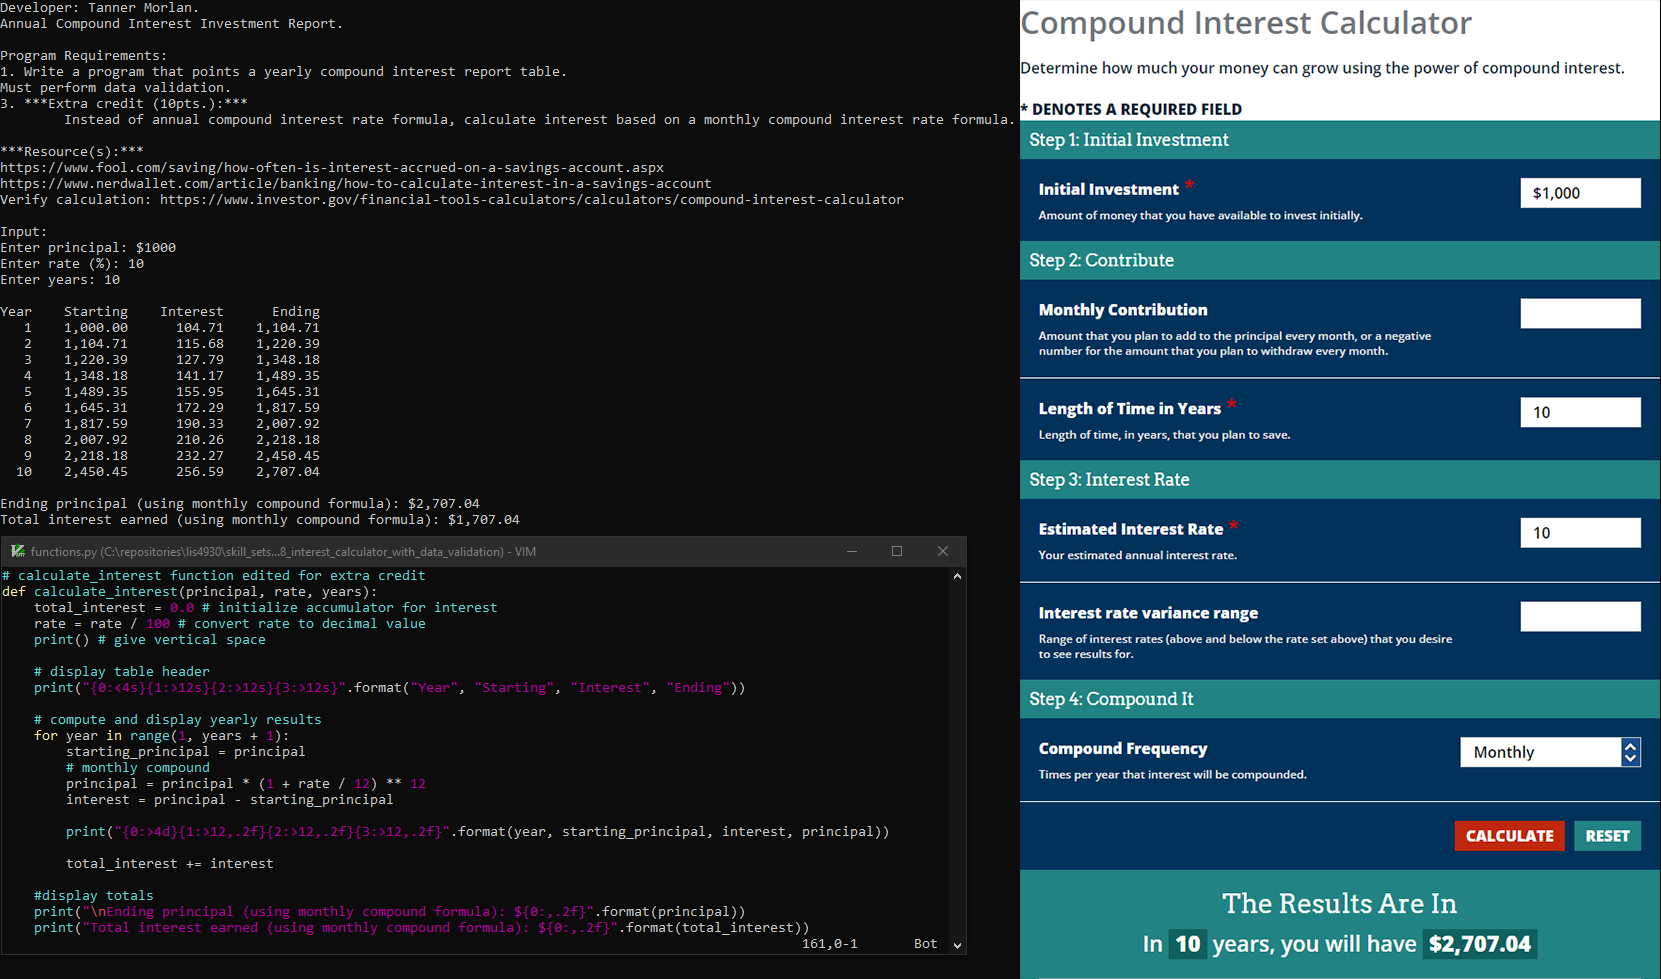 Developer: Tanner Morlan.
Annual Compound Interest Investment Report.
Program Requirements:
1. Write a program that points a yearly compound interest report table.
Must perform data validation.
3. ***Extra credit (10pts.):***
Instead of annual compound interest rate formula, calculate interest based on a monthly compound interest rate formula.
***Resource(s):***
https://www.fool.com/saving/how-often-is-interest-accrued-on-a-savings-account.aspx
https://www.nerdwallet.com/article/banking/how-to-calculate-interest-in-a-savings-account
Verify calculation: https://www.investor.gov/financial-tools-calculators/calculators/compound-interest-calculator
Input:
Enter principal: $1000
Enter rate (%): 10
Enter years: 10
Year Starting Interest Ending
1 1,000.00 104.71 1,104.71
2 1,104.71 115.68 1,220.39
3 1,220.39 127.79 1,348.18
4 1,348.18 141.17 1,489.35
5 1,489.35 155.95 1,645.31
6 1,645.31 172.29 1,817.59
7 1,817.59 190.33 2,007.92
8 2,007.92 210.26 2,218.18
9 2,218.18 232.27 2,450.45
10 2,450.45 256.59 2,707.04
Ending principal (using monthly compound formula): $2,707.04
Total interest earned (using monthly compound formula): $1,707.04
functions.py (C:\repositories\lis4930\skill_sets...8_interest_calculator_with_data_validation) - VIM
# calculate_interest function edited for extra credit
def calculate_interest(principal, rate, years):
total_interest = 0.0 # initialize accumulator for interest
rate = rate / 100 # convert rate to decimal value
print() # give vertical space
# display table header
print("{0:<4s}{1:>12s}{2:>12s}{3:>12s}".format("Year", "Starting", "Interest", "Ending"))
# compute and display yearly results
for year in range(1, years + 1):
starting_principal = principal
# monthly compound
principal = principal * (1 + rate / 12) ** 12
interest = principal - starting_principal
print("{0:>4d}{1:>12,.2f}{2:>12,.2f}{3:>12,.2f}".format(year, starting_principal, interest, principal))
total_interest += interest
#display totals
print("\nEnding principal (using monthly compound formula): ${0:,.2f}".format(principal))
print("Total interest earned (using monthly compound formula): ${0:,.2f}".format(total_interest))
161,0-1 Bot
Compound Interest Calculator
Determine how much your money can grow using the power of compound interest.
* DENOTES A REQUIRED FIELD
Step 1: Initial Investment
Initial Investment * $1,000
Amount of money that you have available to invest initially.
Step 2: Contribute
Monthly Contribution
Amount that you plan to add to the principal every month, or a negative
number for the amount that you plan to withdraw every month.
Length of Time in Years * 10
Length of time, in years, that you plan to save.
Step 3: Interest Rate
Estimated Interest Rate * 10
Your estimated annual interest rate.
Interest rate variance range
Range of interest rates (above and below the rate set above) that you desire
to see results for.
Step 4: Compound It
Compound Frequency Monthly
Times per year that interest will be compounded.
CALCULATE RESET
The Results Are In
In 10 years, you will have $2,707.04